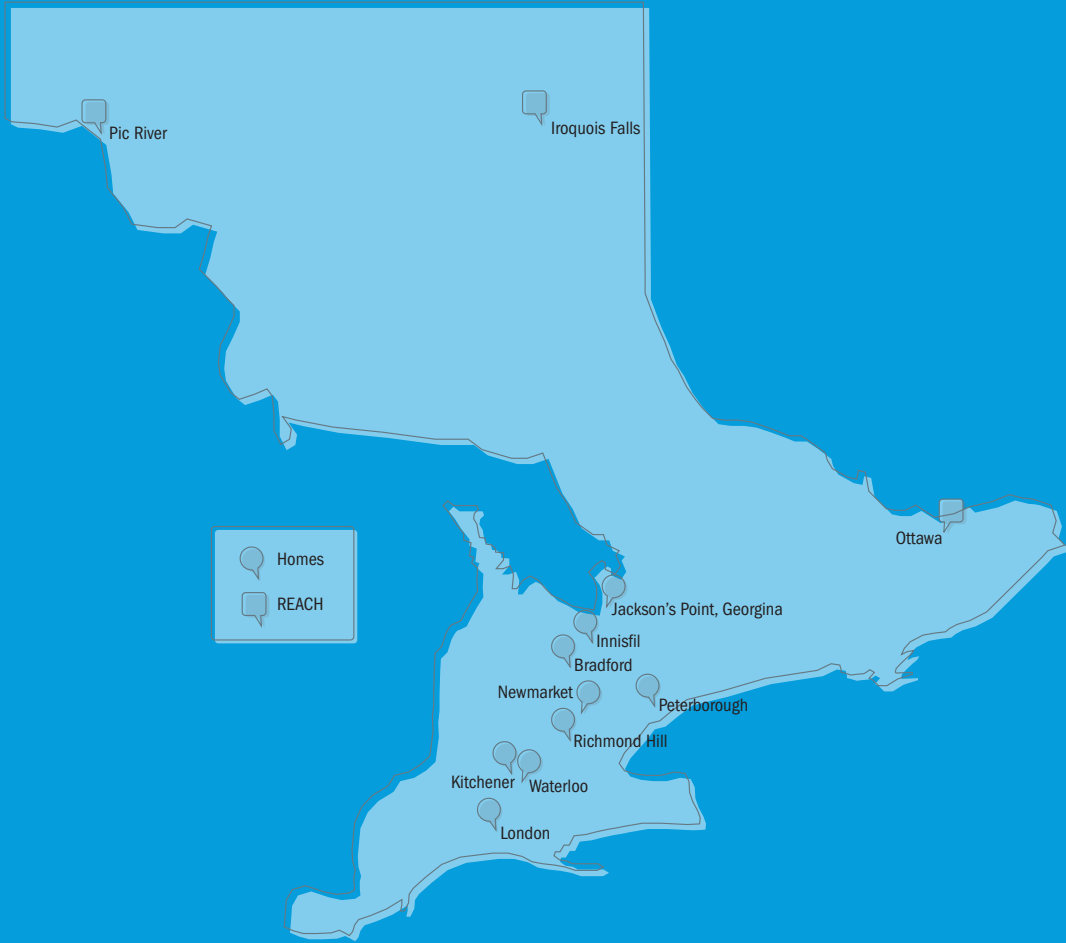 Pic River
Iroquois Falls
Ottawa
Homes
REACH
Jackson's Point, Georgina
Innisfil
Bradford
Newmarket
Peterborough
Richmond Hill
Kitchener
Waterloo
London